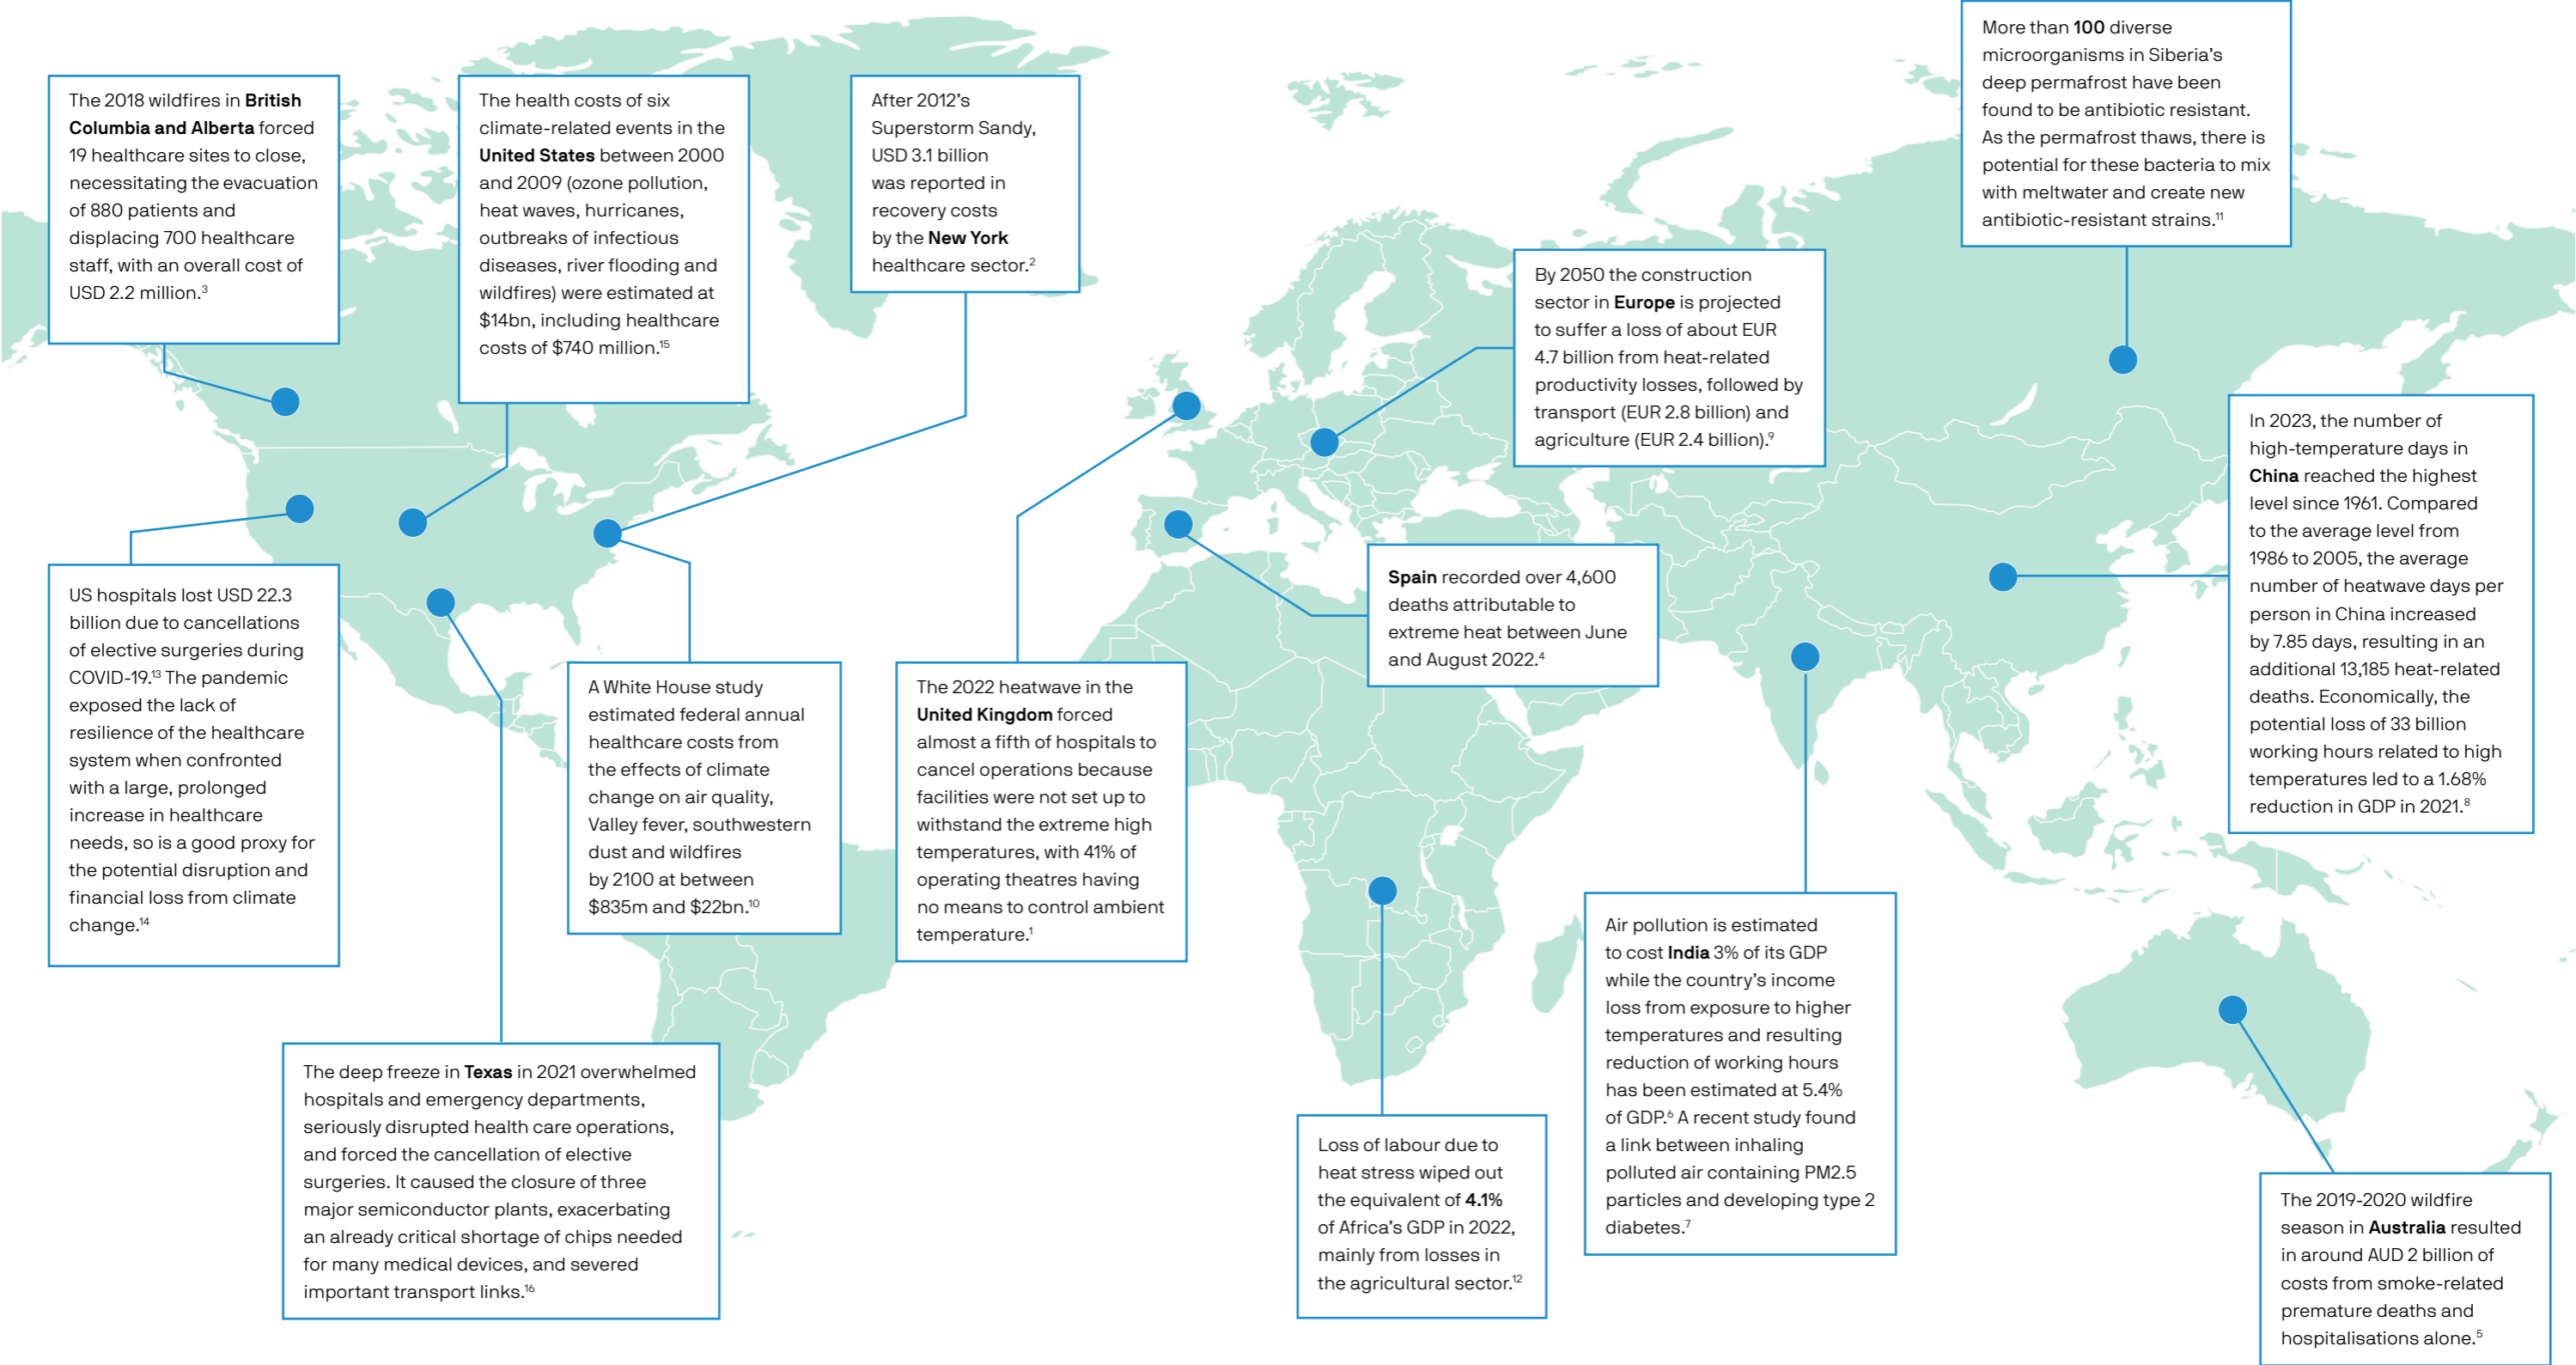 The 2018 wildfires in British
Columbia and Alberta forced
19 healthcare sites to close,
necessitating the evacuation
of 880 patients and
displacing 700 healthcare
staff, with an overall cost of
USD 2.2 million.³
The health costs of six
climate-related events in the
United States between 2000
and 2009 (ozone pollution,
heat waves, hurricanes,
outbreaks of infectious
diseases, river flooding and
wildfires) were estimated at
$14bn, including healthcare
costs of $740 million.¹⁵
After 2012’s
Superstorm Sandy,
USD 3.1 billion
was reported in
recovery costs
by the New York
healthcare sector.²
More than 100 diverse
microorganisms in Siberia’s
deep permafrost have been
found to be antibiotic resistant.
As the permafrost thaws, there is
potential for these bacteria to mix
with meltwater and create new
antibiotic-resistant strains.¹¹
By 2050 the construction
sector in Europe is projected
to suffer a loss of about EUR
4.7 billion from heat-related
productivity losses, followed by
transport (EUR 2.8 billion) and
agriculture (EUR 2.4 billion).⁹
In 2023, the number of
high-temperature days in
China reached the highest
level since 1961. Compared
to the average level from
1986 to 2005, the average
number of heatwave days per
person in China increased
by 7.85 days, resulting in an
additional 13,185 heat-related
deaths. Economically, the
potential loss of 33 billion
working hours related to high
temperatures led to a 1.68%
reduction in GDP in 2021.⁸
US hospitals lost USD 22.3
billion due to cancellations
of elective surgeries during
COVID-19.¹³ The pandemic
exposed the lack of
resilience of the healthcare
system when confronted
with a large, prolonged
increase in healthcare
needs, so is a good proxy for
the potential disruption and
financial loss from climate
change.¹⁴
A White House study
estimated federal annual
healthcare costs from
the effects of climate
change on air quality,
Valley fever, southwestern
dust and wildfires
by 2100 at between
$835m and $22bn.¹⁰
The 2022 heatwave in the
United Kingdom forced
almost a fifth of hospitals to
cancel operations because
facilities were not set up to
withstand the extreme high
temperatures, with 41% of
operating theatres having
no means to control ambient
temperature.¹
Spain recorded over 4,600
deaths attributable to
extreme heat between June
and August 2022.⁴
Air pollution is estimated
to cost India 3% of its GDP
while the country’s income
loss from exposure to higher
temperatures and resulting
reduction of working hours
has been estimated at 5.4%
of GDP.⁶ A recent study found
a link between inhaling
polluted air containing PM2.5
particles and developing type 2
diabetes.⁷
The deep freeze in Texas in 2021 overwhelmed
hospitals and emergency departments,
seriously disrupted health care operations,
and forced the cancellation of elective
surgeries. It caused the closure of three
major semiconductor plants, exacerbating
an already critical shortage of chips needed
for many medical devices, and severed
important transport links.¹⁶
Loss of labour due to
heat stress wiped out
the equivalent of 4.1%
of Africa’s GDP in 2022,
mainly from losses in
the agricultural sector.¹²
The 2019-2020 wildfire
season in Australia resulted
in around AUD 2 billion of
costs from smoke-related
premature deaths and
hospitalisations alone.⁵